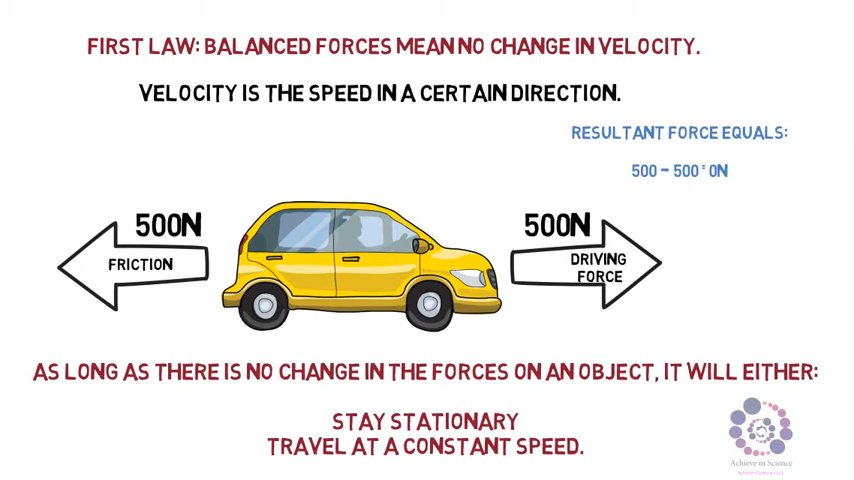 FIRST LAW: BALANCED FORCES MEAN NO CHANGE IN VELOCITY.
VELOCITY IS THE SPEED IN A CERTAIN DIRECTION.
RESULTANT FORCE EQUALS:
500 - 500 = 0N
500N
500N
FRICTION
DRIVING
FORCE
AS LONG AS THERE IS NO CHANGE IN THE FORCES ON AN OBJECT, IT WILL EITHER:
STAY STATIONARY
TRAVEL AT A CONSTANT SPEED.
Achieve in Science